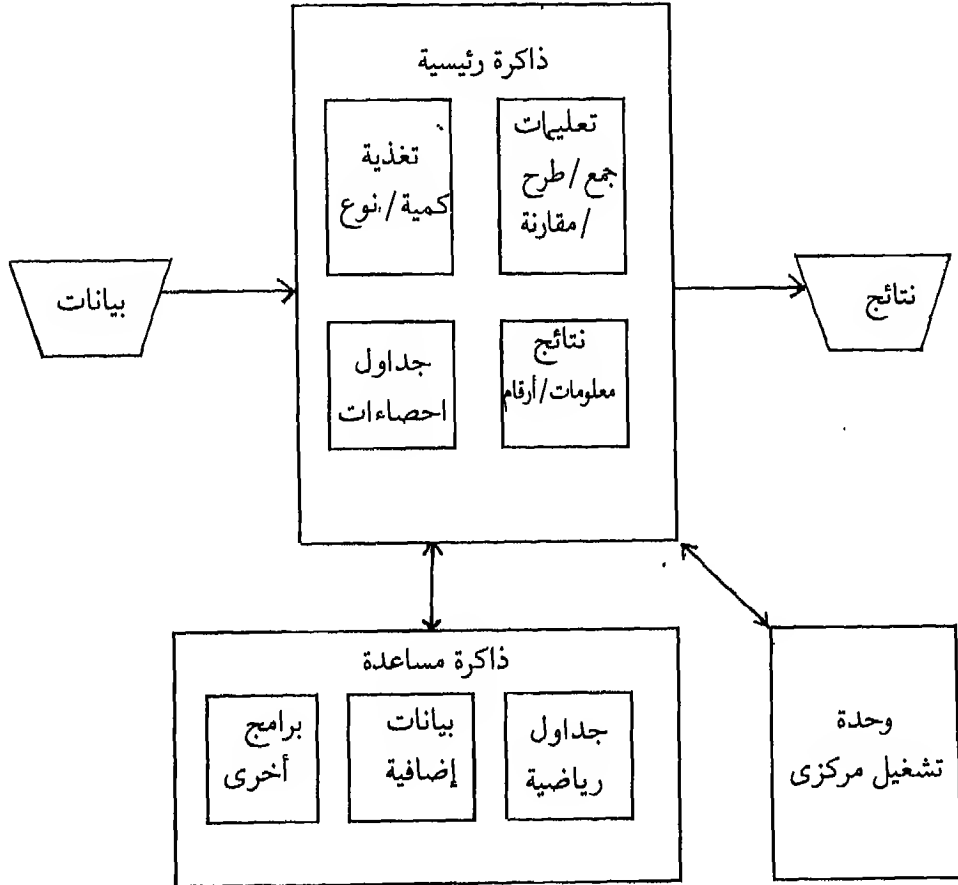 ذاكرة رئيسية
تعليمات
جمع/طرح
/مقارنة
تغذية
كمية/نوع
بيانات
نتائج
نتائج
معلومات/أرقام
جداول
احصاءات
ذاكرة مساعدة
جداول
رياضية
بيانات
إضافية
برامج
أخرى
وحدة
تشغيل مركزى